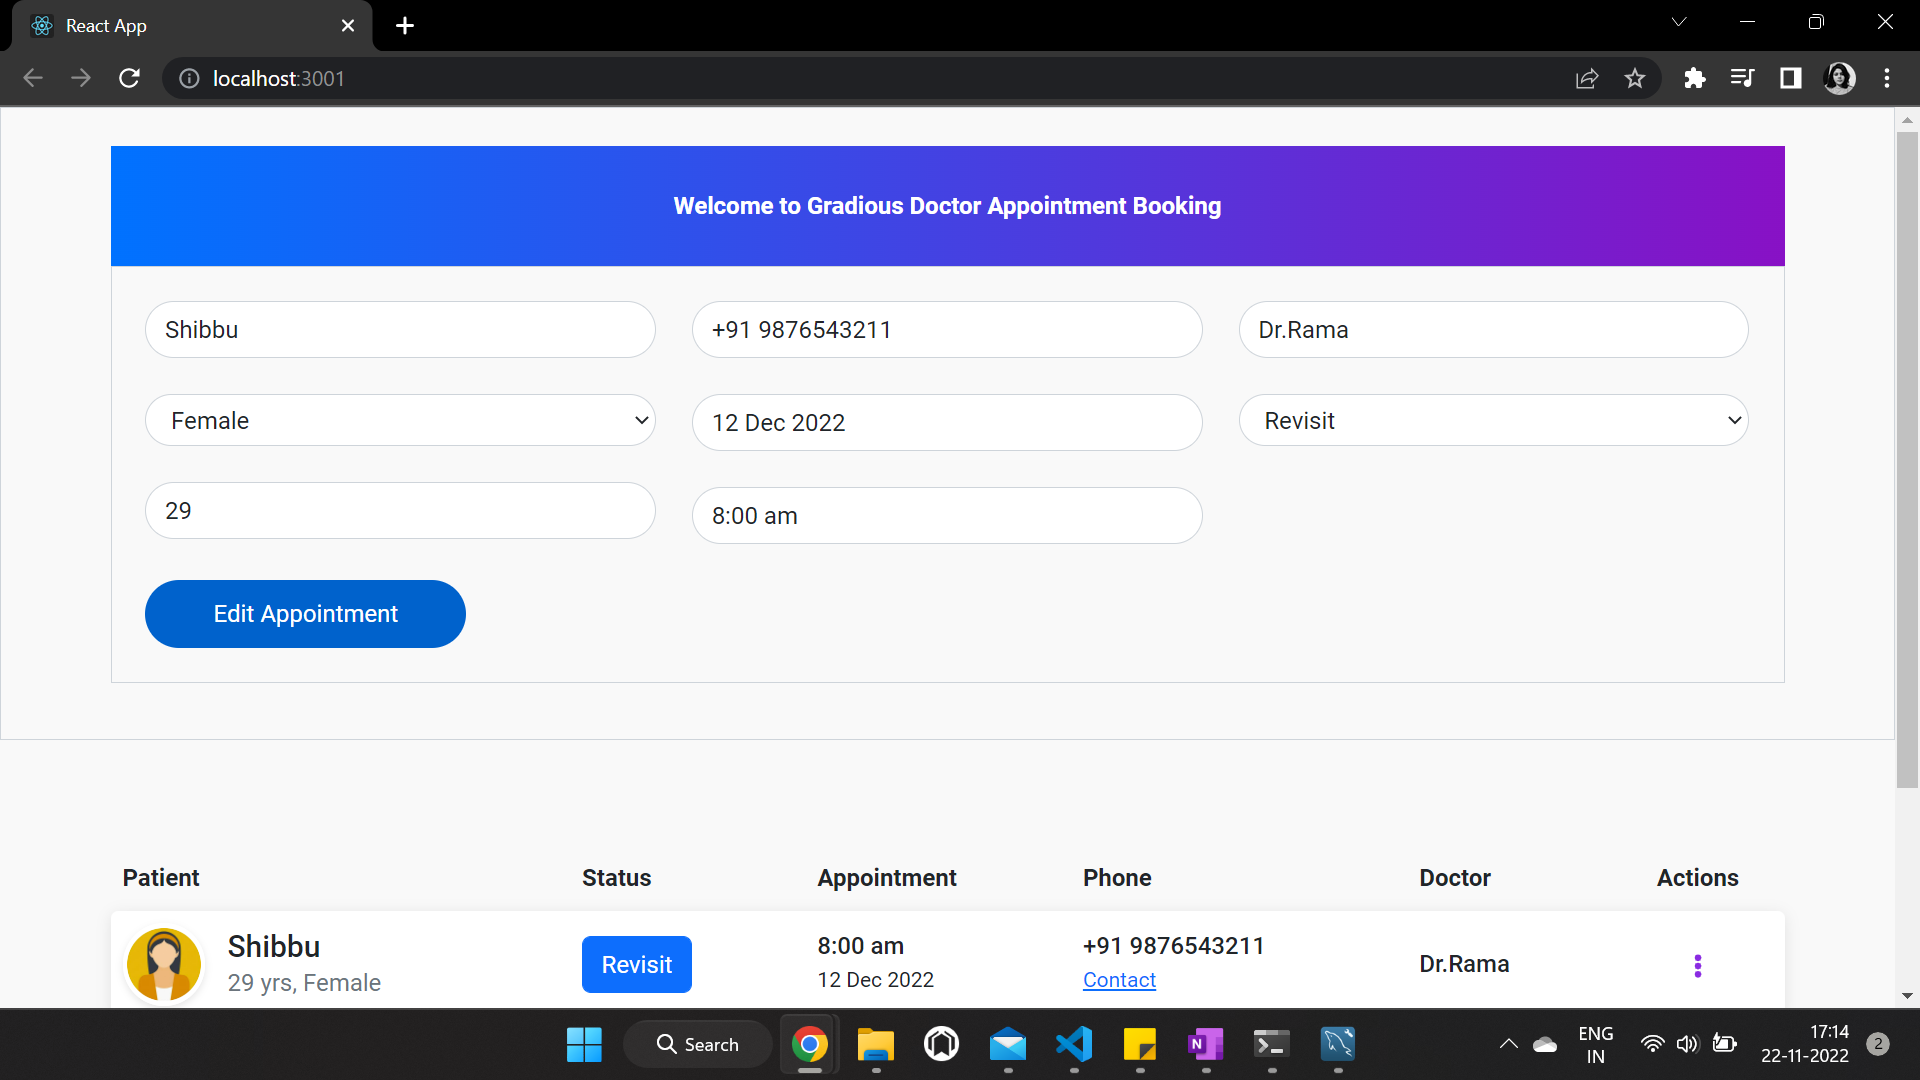 React App
localhost:3001
Welcome to Gradious Doctor Appointment Booking
Shibbu
+91 9876543211
Dr.Rama
Female
12 Dec 2022
Revisit
29
8:00 am
Edit Appointment
Patient
Status
Appointment
Phone
Doctor
Actions
Shibbu
29 yrs, Female
Revisit
8:00 am
12 Dec 2022
+91 9876543211
Contact
Dr.Rama
Search
N
ENG
IN
17:14
22-11-2022
2